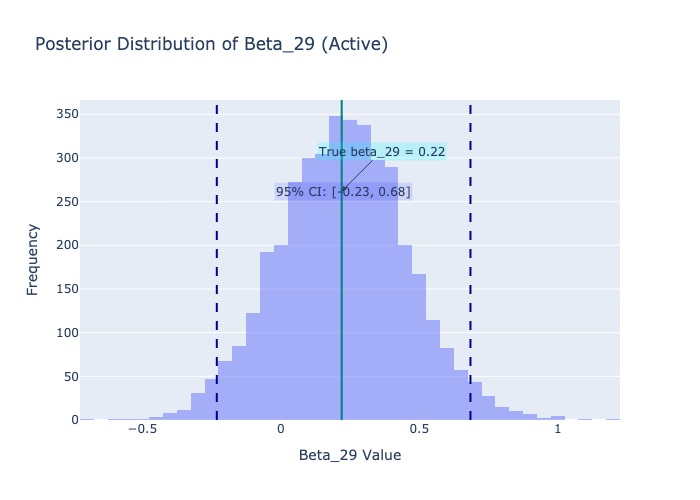 Posterior Distribution of Beta_29 (Active)
350
300
250
200
150
100
50
0
Frequency
True beta_29 = 0.22
95% CI: [-0.23, 0.68]
−0.5
0
0.5
1
Beta_29 Value